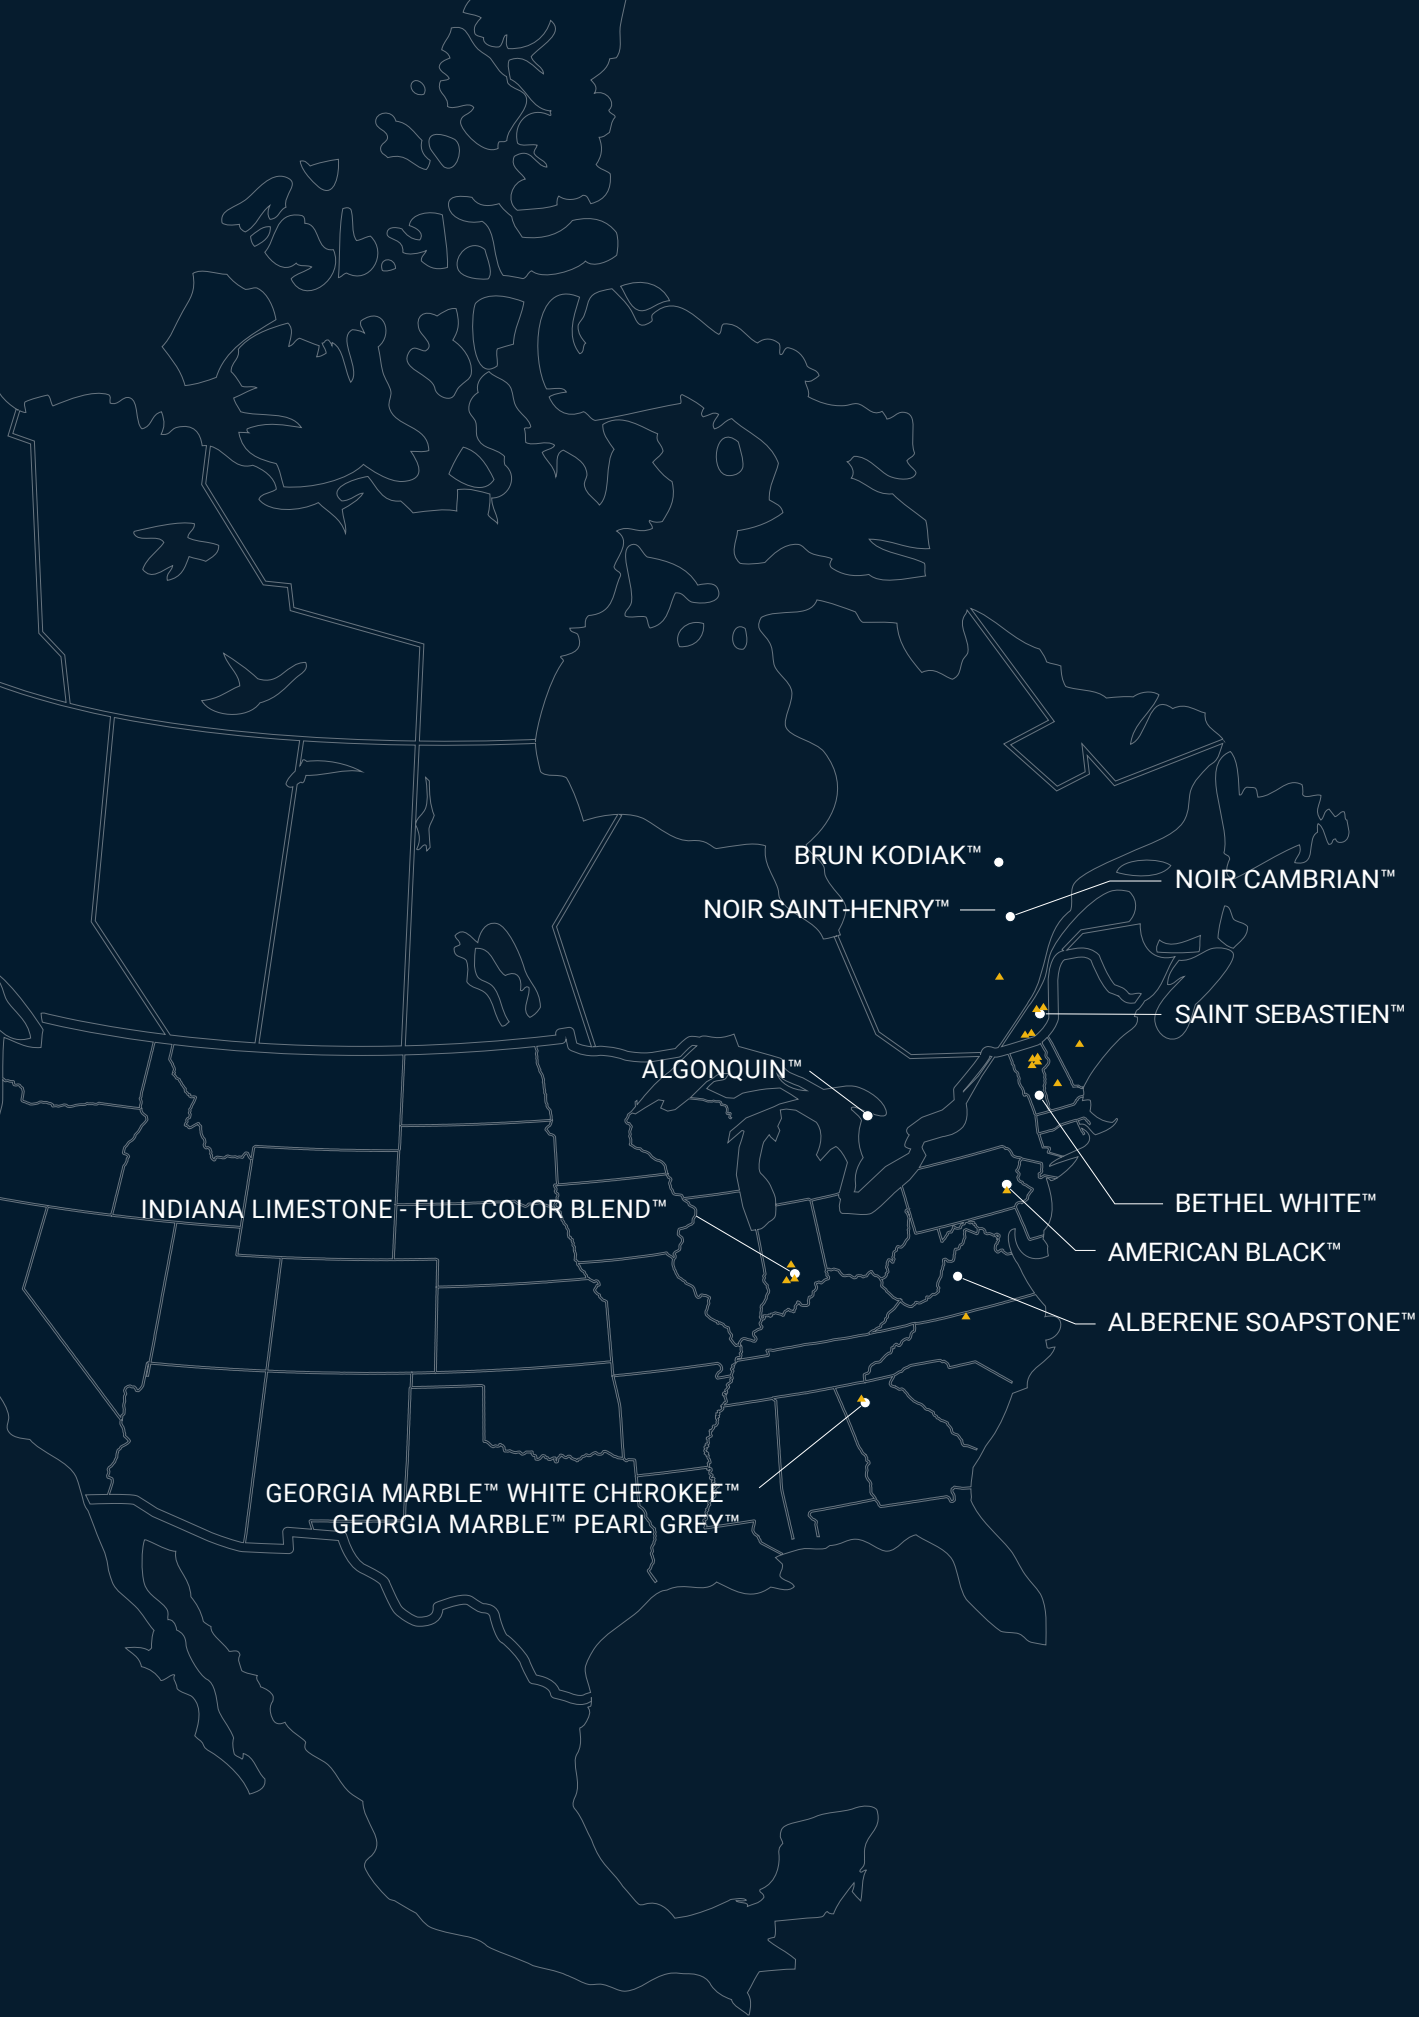 BRUN KODIAK™
NOIR CAMBRIAN™
NOIR SAINT-HENRY™
SAINT SEBASTIEN™
ALGONQUIN™
BETHEL WHITE™
INDIANA LIMESTONE - FULL COLOR BLEND™
AMERICAN BLACK™
ALBERENE SOAPSTONE™
GEORGIA MARBLE™ WHITE CHEROKEE™
GEORGIA MARBLE™ PEARL GREY™